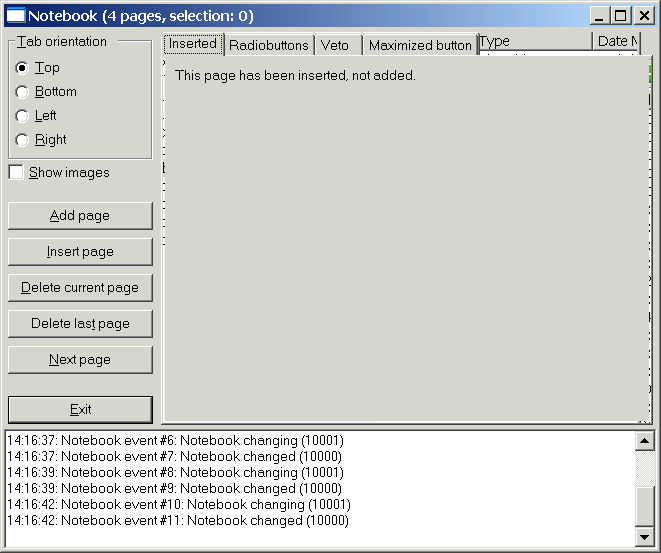 Notebook (4 pages, selection: 0)
Tab orientation
Top
Bottom
Left
Right
Show images
Add page
Insert page
Delete current page
Delete last page
Next page
Exit
Inserted Radiobuttons Veto Maximized button Type Date
This page has been inserted, not added.
14:16:37: Notebook event #6: Notebook changing (10001)
14:16:37: Notebook event #7: Notebook changed (10000)
14:16:39: Notebook event #8: Notebook changing (10001)
14:16:39: Notebook event #9: Notebook changed (10000)
14:16:42: Notebook event #10: Notebook changing (10001)
14:16:42: Notebook event #11: Notebook changed (10000)